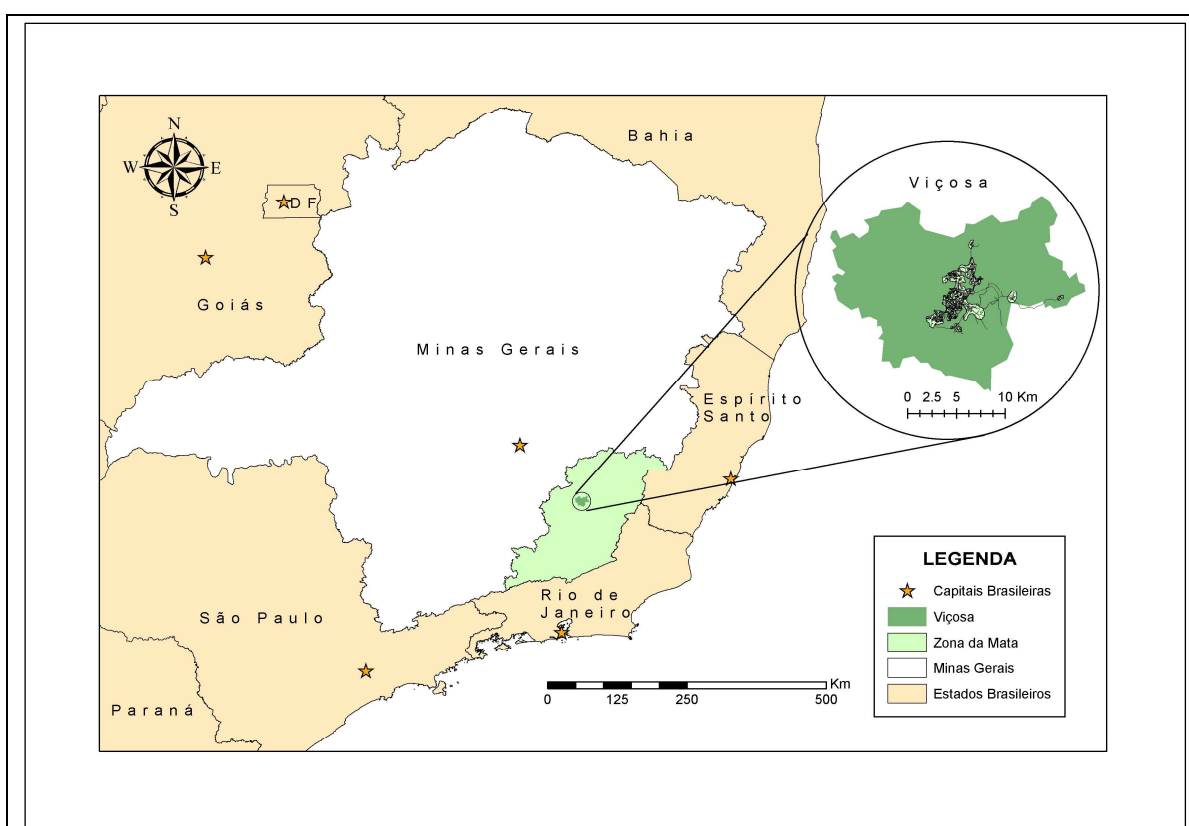 N
W E
S
Bahia
Viçosa
DF
Goiás
Minas Gerais
Espírito
Santo
0 2.5 5 10 Km
LEGENDA
Capitais Brasileiras
Viçosa
Zona da Mata
Minas Gerais
Estados Brasileiros
Rio de
Janeiro
São Paulo
Paraná
Km
0 125 250 500